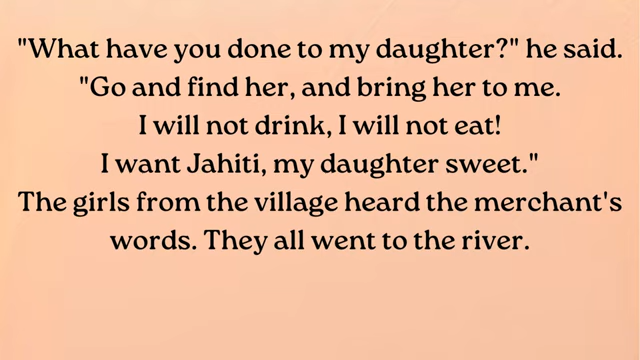 "What have you done to my daughter?" he said.
"Go and find her, and bring her to me.
I will not drink, I will not eat!
I want Jahiti, my daughter sweet."
The girls from the village heard the merchant's
words. They all went to the river.